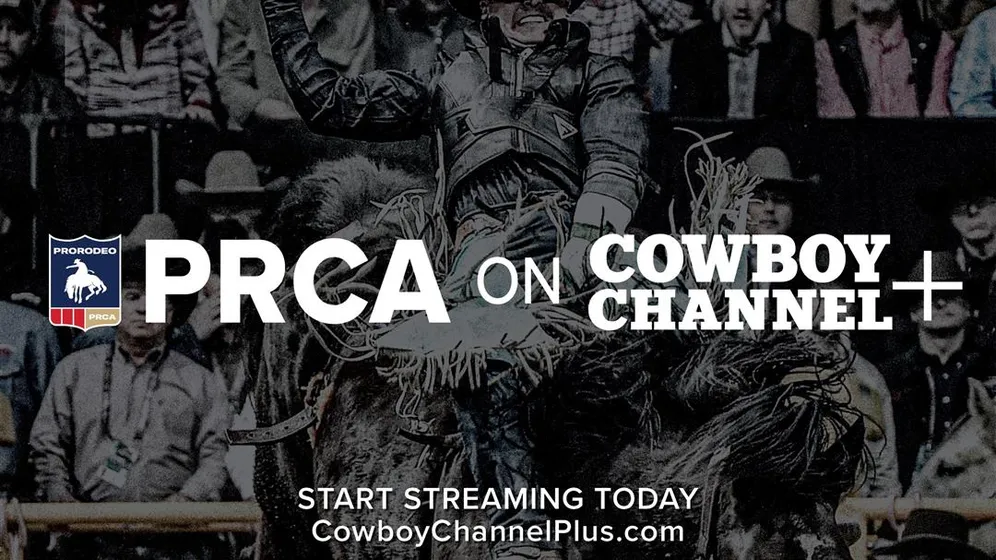 PRORODEO
PRCA
PRCA ON COWBOY CHANNEL+
START STREAMING TODAY
CowboyChannelPlus.com